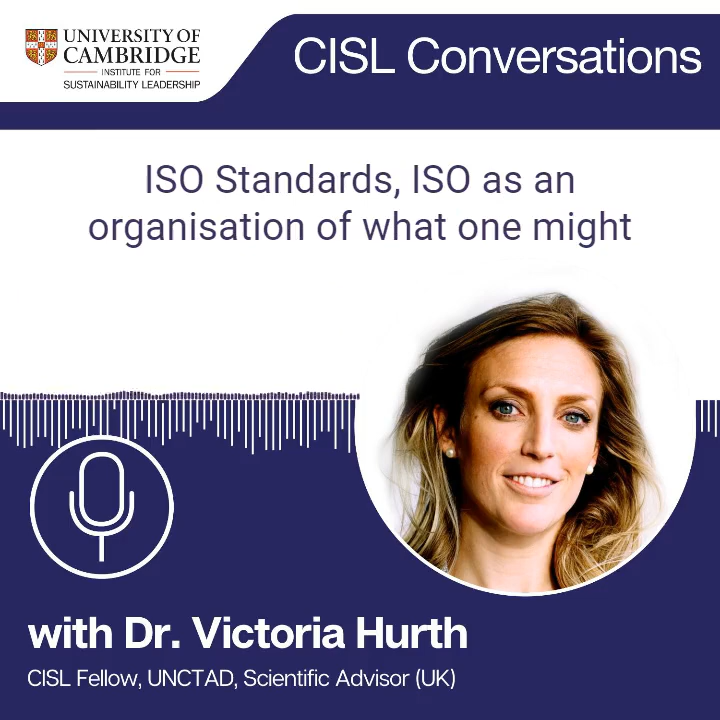 UNIVERSITY OF
CAMBRIDGE
INSTITUTE FOR
SUSTAINABILITY LEADERSHIP
CISL Conversations
ISO Standards, ISO as an
organisation of what one might
with Dr. Victoria Hurth
CISL Fellow, UNCTAD, Scientific Advisor (UK)